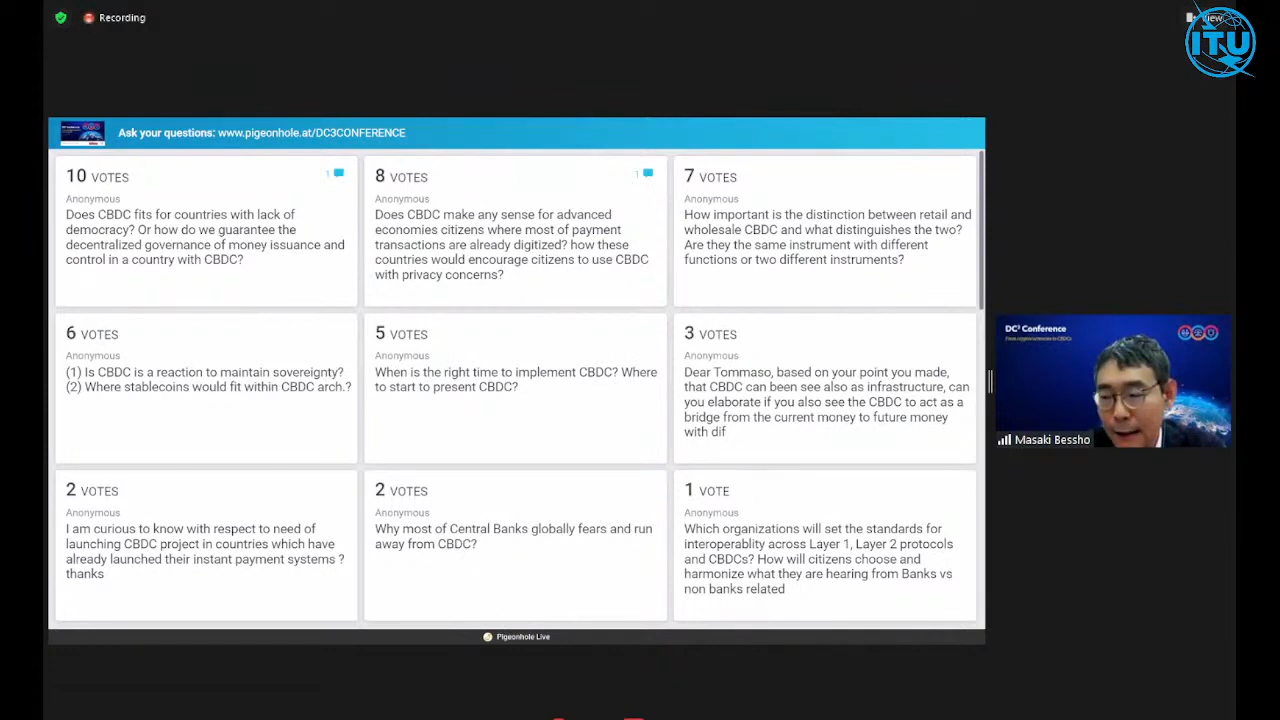 Recording
View
ITU
Ask your questions: www.pigeonhole.at/DC3CONFERENCE
10 VOTES
1
Anonymous
Does CBDC fits for countries with lack of
democracy? Or how do we guarantee the
decentralized governance of money issuance and
control in a country with CBDC?
8 VOTES
1
Anonymous
Does CBDC make any sense for advanced
economies citizens where most of payment
transactions are already digitized? how these
countries would encourage citizens to use CBDC
with privacy concerns?
7 VOTES
Anonymous
How important is the distinction between retail and
wholesale CBDC and what distinguishes the two?
Are they the same instrument with different
functions or two different instruments?
6 VOTES
Anonymous
(1) Is CBDC is a reaction to maintain sovereignty?
(2) Where stablecoins would fit within CBDC arch.?
5 VOTES
Anonymous
When is the right time to implement CBDC? Where
to start to present CBDC?
3 VOTES
Anonymous
Dear Tommaso, based on your point you made,
that CBDC can been see also as infrastructure, can
you elaborate if you also see the CBDC to act as a
bridge from the current money to future money
with dif
2 VOTES
Anonymous
I am curious to know with respect to need of
launching CBDC project in countries which have
already launched their instant payment systems ?
thanks
2 VOTES
Anonymous
Why most of Central Banks globally fears and run
away from CBDC?
1 VOTE
Anonymous
Which organizations will set the standards for
interoperablity across Layer 1, Layer 2 protocols
and CBDCs? How will citizens choose and
harmonize what they are hearing from Banks vs
non banks related
Pigeonhole Live
DC³ Conference
From cryptocurrencies to CBDCs
Masaki Bessho